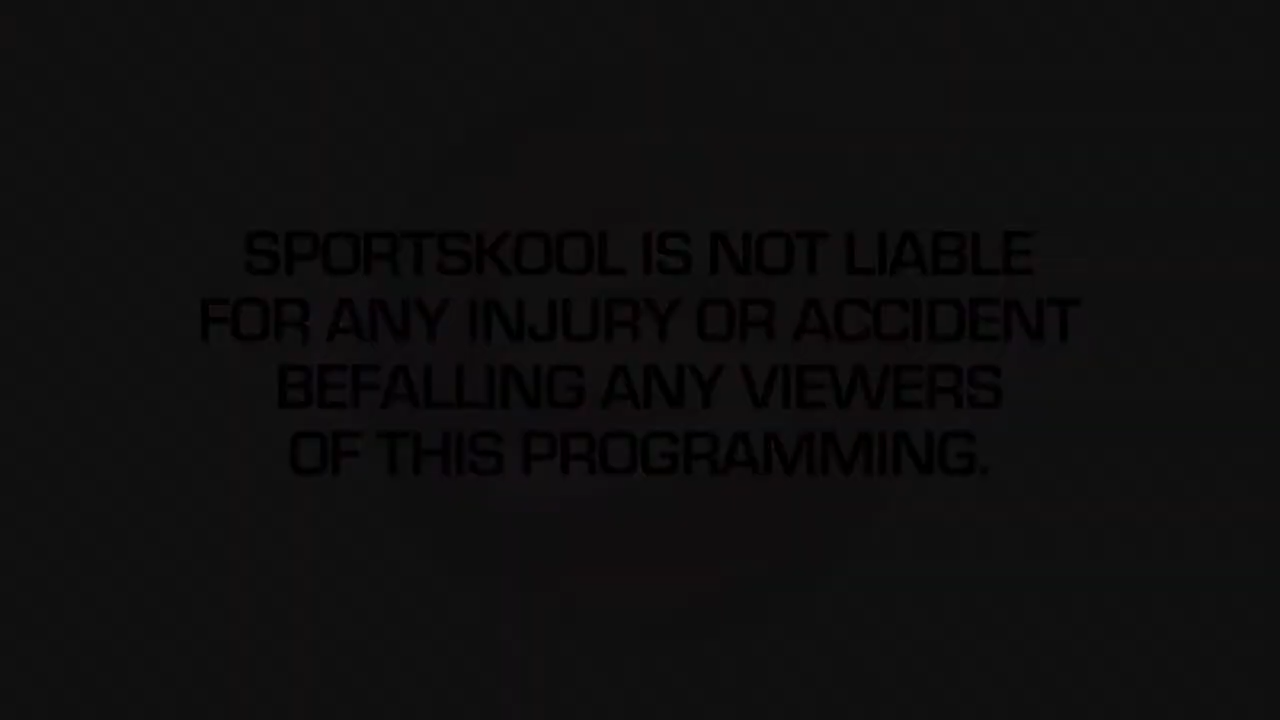 SPORTSKOOL IS NOT LIABLE
FOR ANY INJURY OR ACCIDENT
BEFALLING ANY VIEWERS
OF THIS PROGRAMMING.